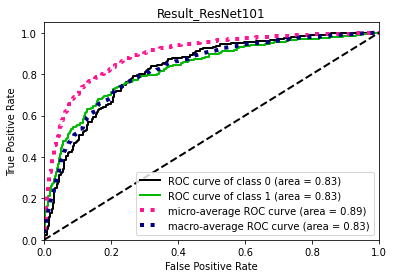 Result_ResNet101
True Positive Rate
1.0
0.8
0.6
0.4
0.2
0.0
ROC curve of class 0 (area = 0.83)
ROC curve of class 1 (area = 0.83)
micro-average ROC curve (area = 0.89)
macro-average ROC curve (area = 0.83)
0.0 0.2 0.4 0.6 0.8 1.0
False Positive Rate